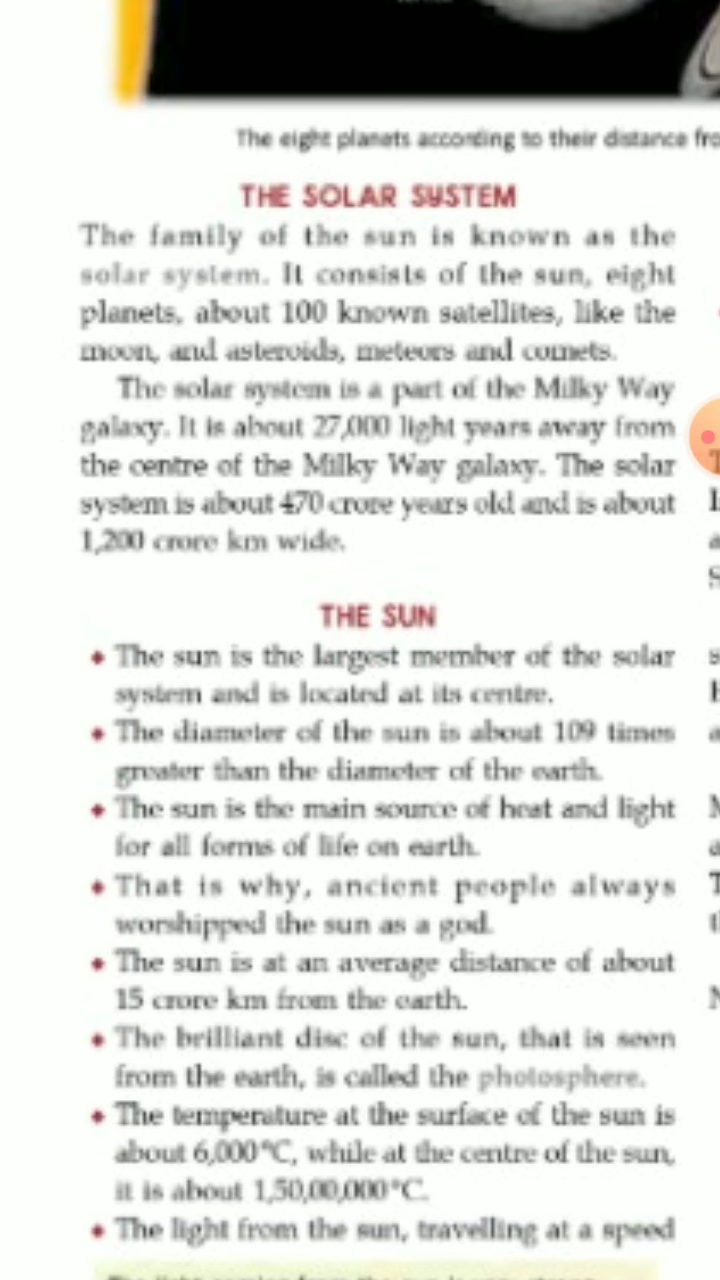 The eight planets according to their distance
THE SOLAR SYSTEM
The family of the sun is known as the
solar system. It consists of the sun, eight
planets, about 100 known satellites, like the
moon, and asteroids, meteors and comets.
The solar system is a part of the Milky Way
galaxy. It is about 27,000 light years away from
the centre of the Milky Way galaxy. The solar
system is about 470 crore years old and is about
1,200 crore km wide.
THE SUN
• The sun is the largest member of the solar
system and is located at its centre.
• The diameter of the sun is about 109 times
greater than the diameter of the earth.
• The sun is the main source of heat and light
for all forms of life on earth.
• That is why, ancient people always
worshipped the sun as a god.
• The sun is at an average distance of about
15 crore km from the earth.
• The brilliant disc of the sun, that is seen
from the earth, is called the photosphere.
• The temperature at the surface of the sun is
about 6,000°C, while at the centre of the sun,
it is about 1,50,00,000°C.
• The light from the sun, travelling at a speed